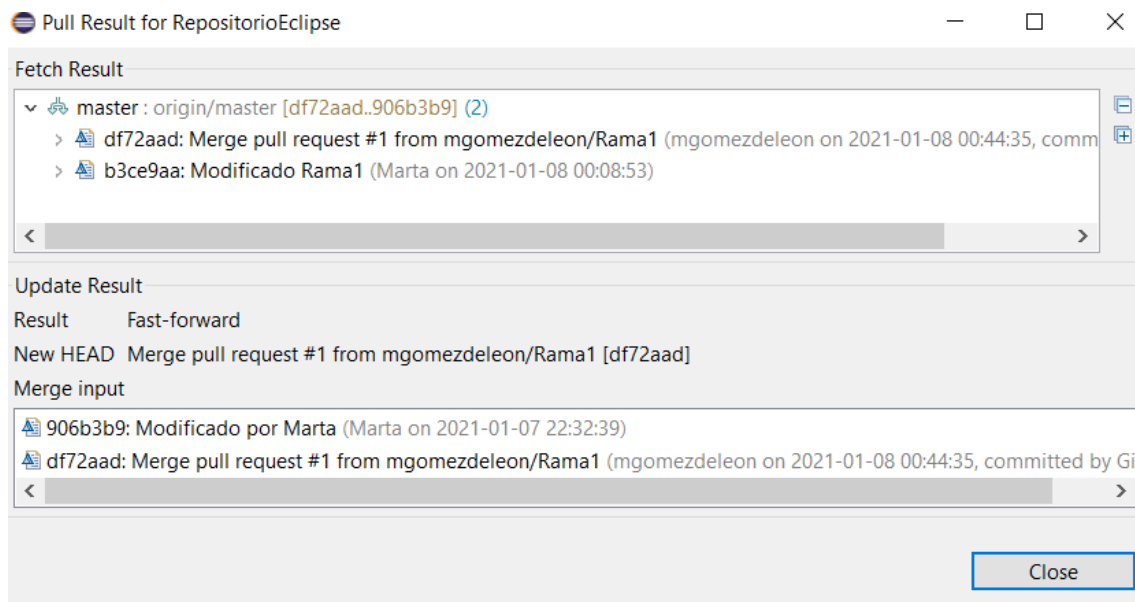 Pull Result for RepositorioEclipse
Fetch Result
master : origin/master [df72aad..906b3b9] (2)
df72aad: Merge pull request #1 from mgomezdeleon/Rama1 (mgomezdeleon on 2021-01-08 00:44:35, comm
b3ce9aa: Modificado Rama1 (Marta on 2021-01-08 00:08:53)
Update Result
Result Fast-forward
New HEAD Merge pull request #1 from mgomezdeleon/Rama1 [df72aad]
Merge input
906b3b9: Modificado por Marta (Marta on 2021-01-07 22:32:39)
df72aad: Merge pull request #1 from mgomezdeleon/Rama1 (mgomezdeleon on 2021-01-08 00:44:35, committed by Gi
Close